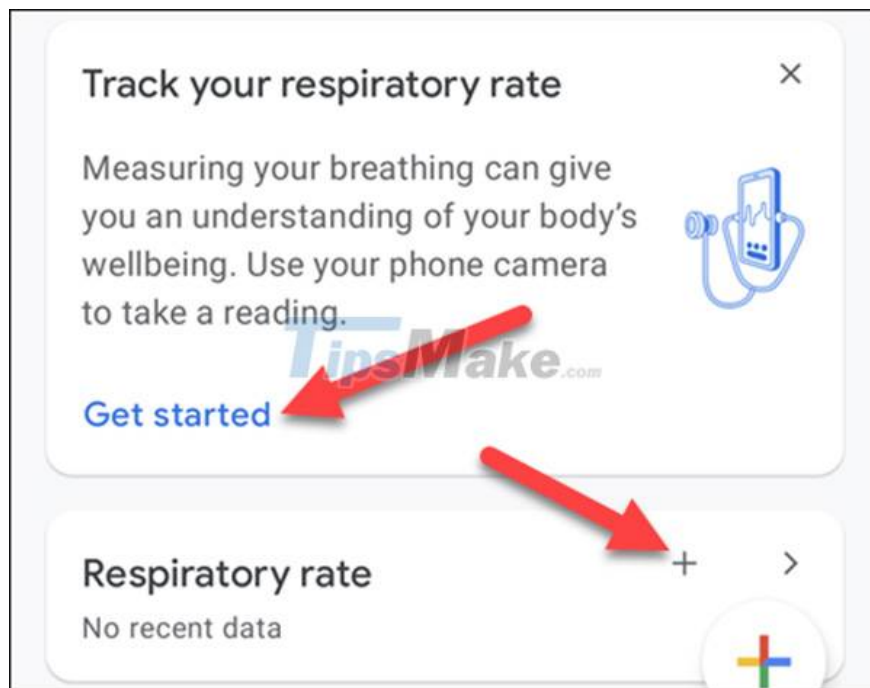 Track your respiratory rate
Measuring your breathing can give
you an understanding of your body's
wellbeing. Use your phone camera
to take a reading.
TipsMake.com
Get started
Respiratory rate
No recent data